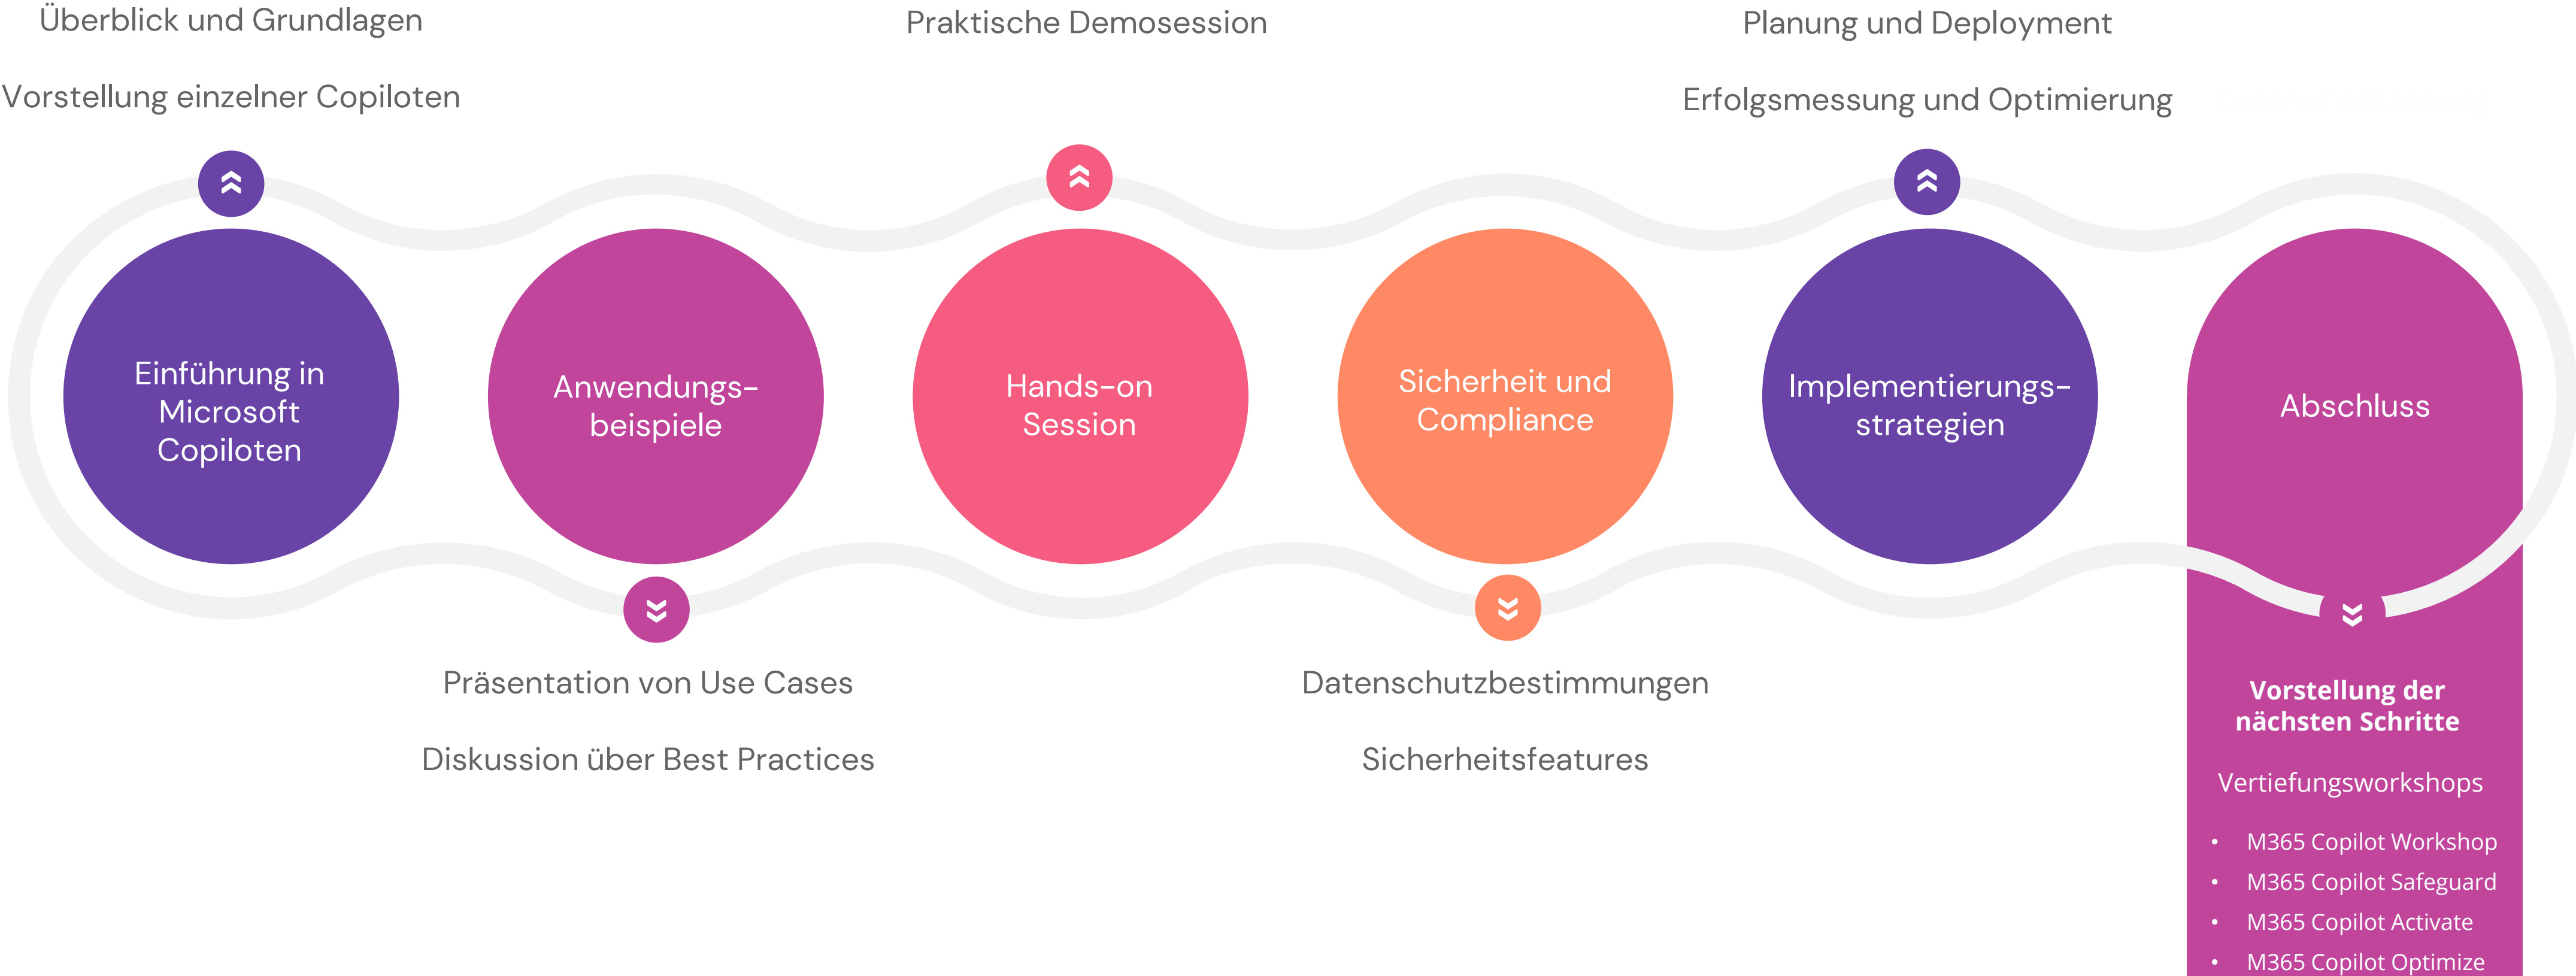 Überblick und Grundlagen
Vorstellung einzelner Copiloten
Einführung in
Microsoft
Copiloten
Anwendungs-
beispiele
Präsentation von Use Cases
Diskussion über Best Practices
Praktische Demosession
Hands-on
Session
Sicherheit und
Compliance
Datenschutzbestimmungen
Sicherheitsfeatures
Planung und Deployment
Erfolgsmessung und Optimierung
Implementierungs-
strategien
Abschluss
Vorstellung der
nächsten Schritte
Vertiefungsworkshops
• M365 Copilot Workshop
• M365 Copilot Safeguard
• M365 Copilot Activate
• M365 Copilot Optimize